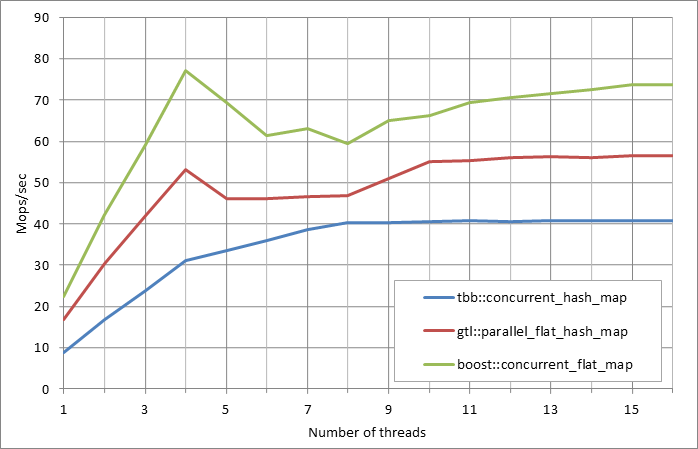 90
80
70
60
50
40
30
20
10
0
Mops/sec
tbb::concurrent_hash_map
gtl::parallel_flat_hash_map
boost::concurrent_flat_map
1 3 5 7 9 11 13 15
Number of threads